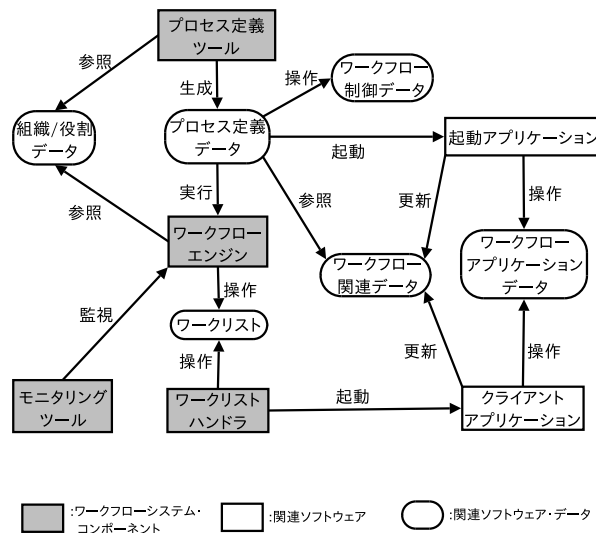 プロセス定義
ツール
参照
生成
操作
ワークフロー
制御データ
組織/役割
データ
プロセス定義
データ
起動
起動アプリケーション
参照
実行
参照
更新
操作
ワークフロー
エンジン
ワークフロー
関連データ
ワークフロー
アプリケーション
データ
監視
操作
ワークリスト
操作
更新
操作
モニタリング
ツール
ワークリスト
ハンドラ
起動
クライアント
アプリケーション
:ワークフローシステム・
コンポーネント
:関連ソフトウェア
:関連ソフトウェア・データ